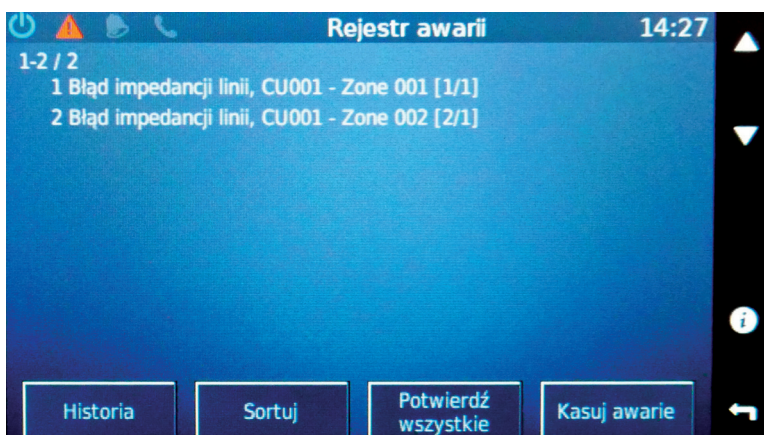 Rejestr awarii 14:27
1-2 / 2
1 Błąd impedancji linii, CU001 - Zone 001 [1/1]
2 Błąd impedancji linii, CU001 - Zone 002 [2/1]
Historia Sortuj Potwierdź wszystkie Kasuj awarie